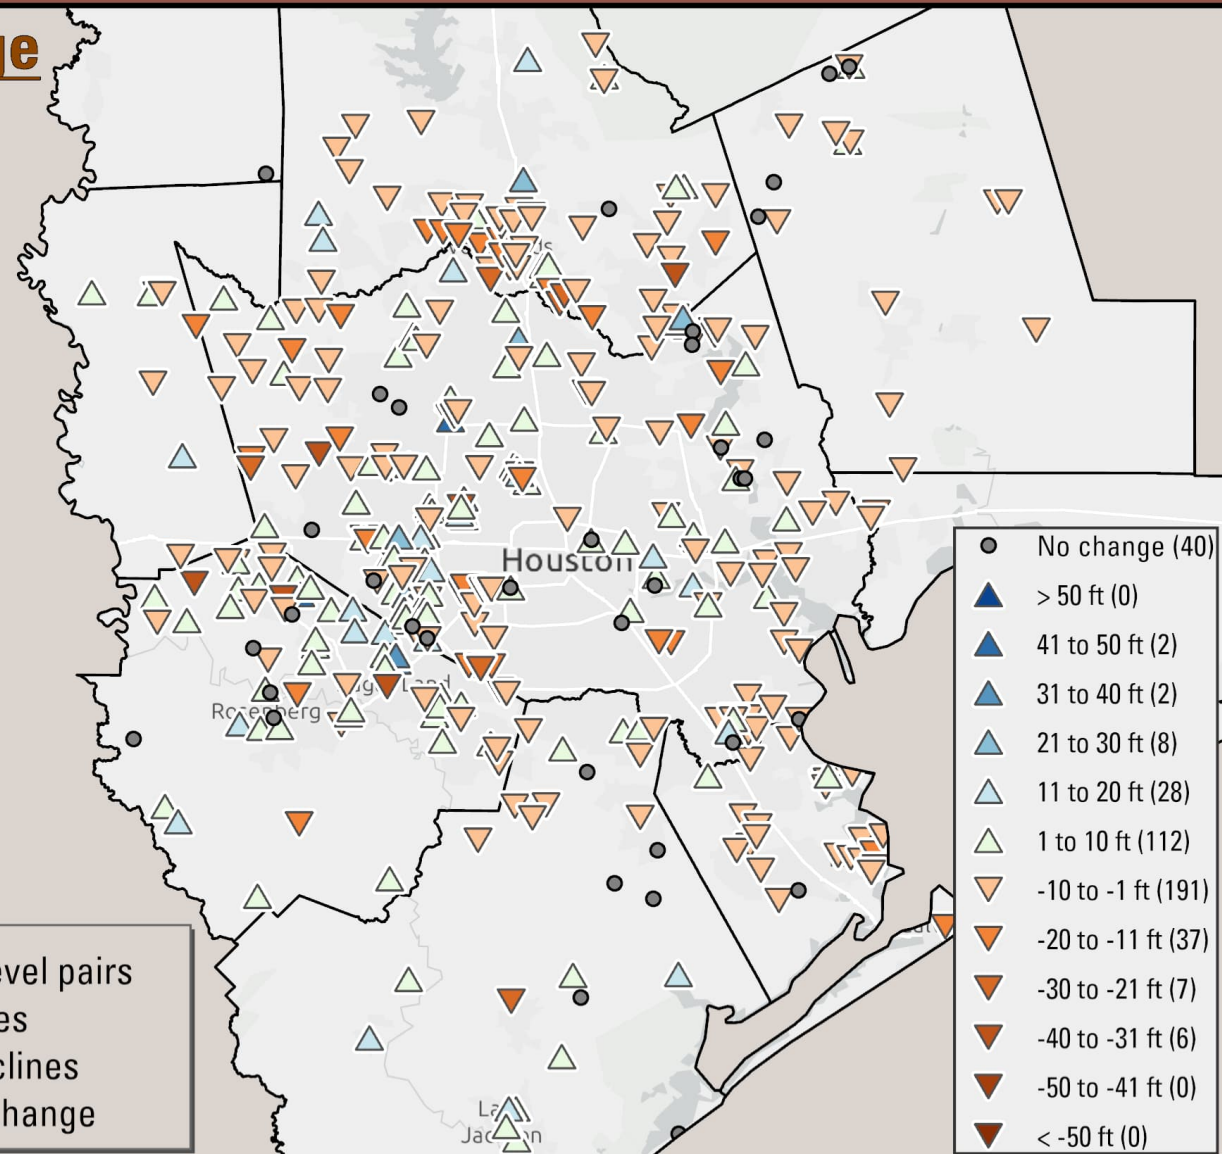 ge
Houston
Rosenberg
Land
evel pairs
es
clines
hange
No change (40)
> 50 ft (0)
41 to 50 ft (2)
31 to 40 ft (2)
21 to 30 ft (8)
11 to 20 ft (28)
1 to 10 ft (112)
-10 to -1 ft (191)
-20 to -11 ft (37)
-30 to -21 ft (7)
-40 to -31 ft (6)
-50 to -41 ft (0)
< -50 ft (0)